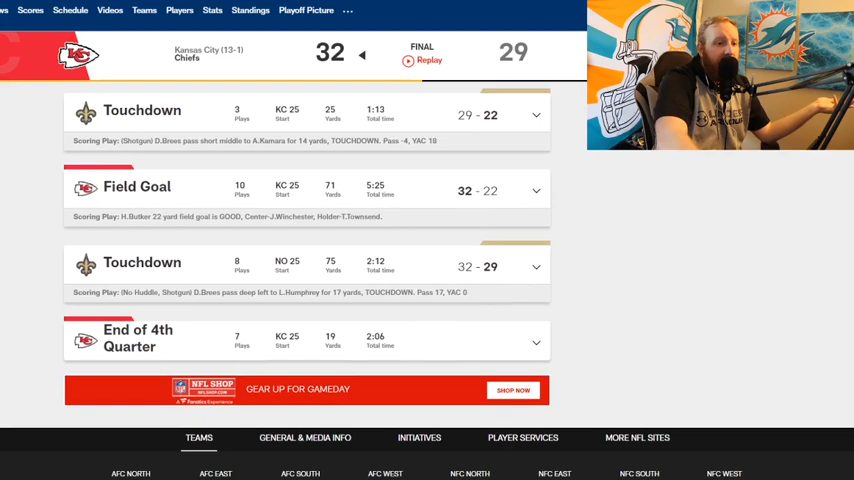 ws Scores Schedule Videos Teams Players Stats Standings Playoff Picture ...
Kansas City (13-1)
Chiefs
32
FINAL
Replay
29
Touchdown
3 KC 25 25 1:13
Plays Start Yards Total time
29 - 22
Scoring Play: (Shotgun) D.Brees pass short middle to A.Kamara for 14 yards, TOUCHDOWN. Pass -4, YAC 18
Field Goal
10 KC 25 71 5:25
Plays Start Yards Total time
32 - 22
Scoring Play: H.Butker 22 yard field goal is GOOD, Center-J.Winchester, Holder-T.Townsend.
Touchdown
8 NO 25 75 2:12
Plays Start Yards Total time
32 - 29
Scoring Play: (No Huddle, Shotgun) D.Brees pass deep left to L.Humphrey for 17 yards, TOUCHDOWN. Pass 17, YAC 0
End of 4th
Quarter
7 KC 25 19 2:06
Plays Start Yards Total time
NFL SHOP
NFLSHOP.COM
A Fanatics Experience
GEAR UP FOR GAMEDAY
SHOP NOW
TEAMS GENERAL & MEDIA INFO INITIATIVES PLAYER SERVICES MORE NFL SITES
AFC NORTH AFC EAST AFC SOUTH AFC WEST NFC NORTH NFC EAST NFC SOUTH NFC WEST